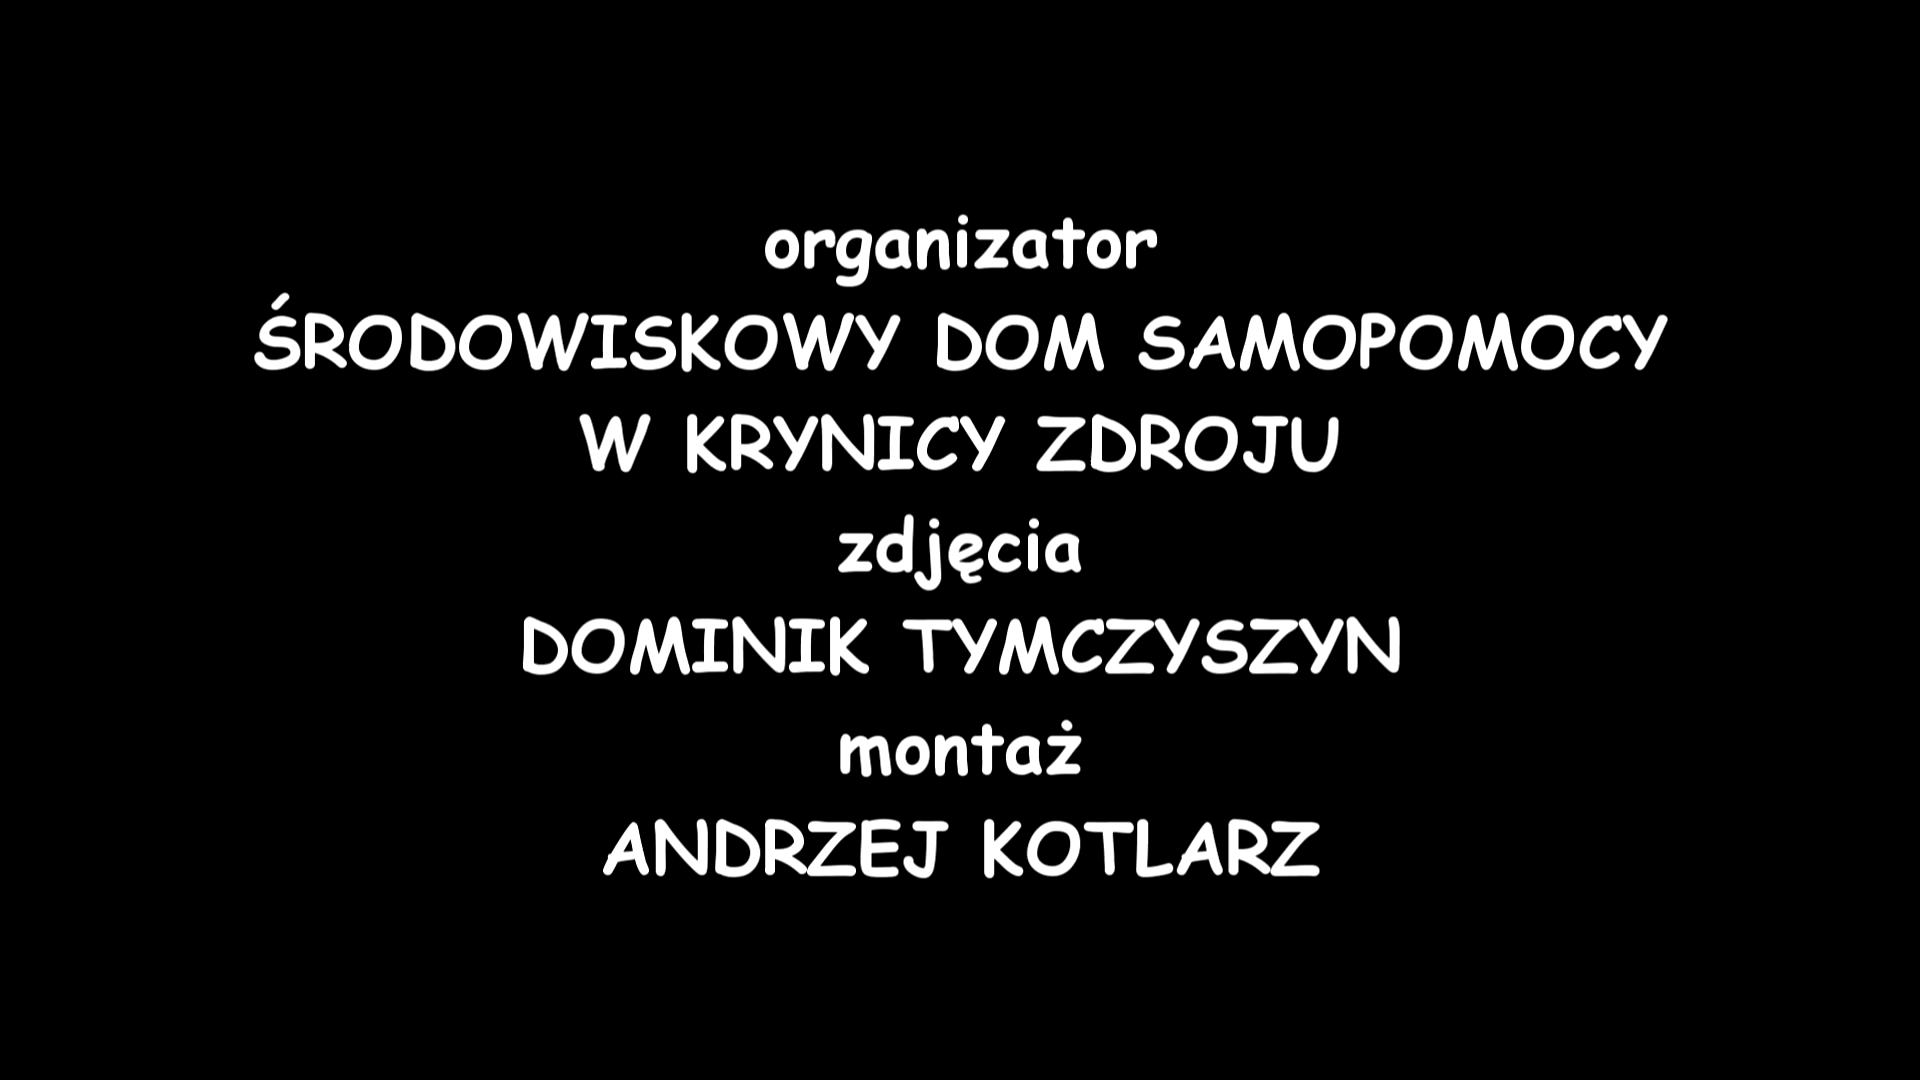 organizator
ŚRODOWISKOWY DOM SAMOPOMOCY
W KRYNICY ZDROJU
zdjęcia
DOMINIK TYMCZYSZYN
montaż
ANDRZEJ KOTLARZ